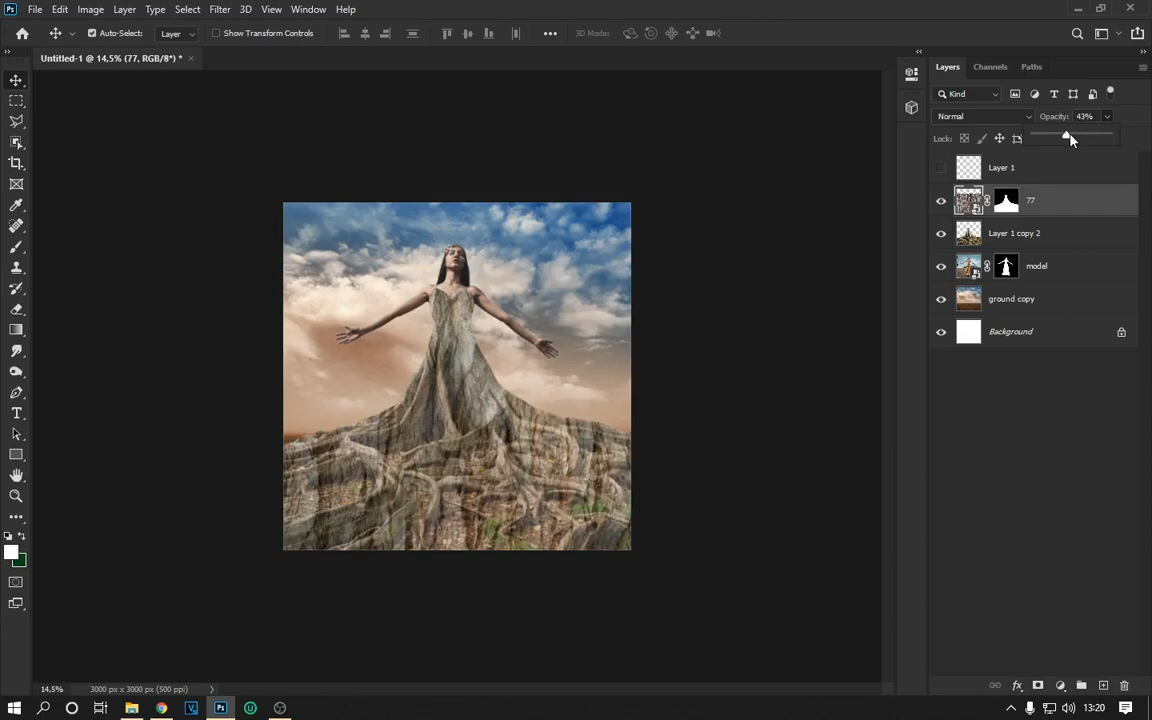 Ps File Edit Image Layer Type Select Filter 3D View Window Help
Auto-Select: Layer Show Transform Controls 3D Mode:
Untitled-1 @ 14,5% (77, RGB/8*) *
Layers Channels Paths
Kind
Normal Opacity: 43%
Lock:
Layer 1
77
Layer 1 copy 2
model
ground copy
Background
14,5% 3000 px x 3000 px (500 ppi)
13:20